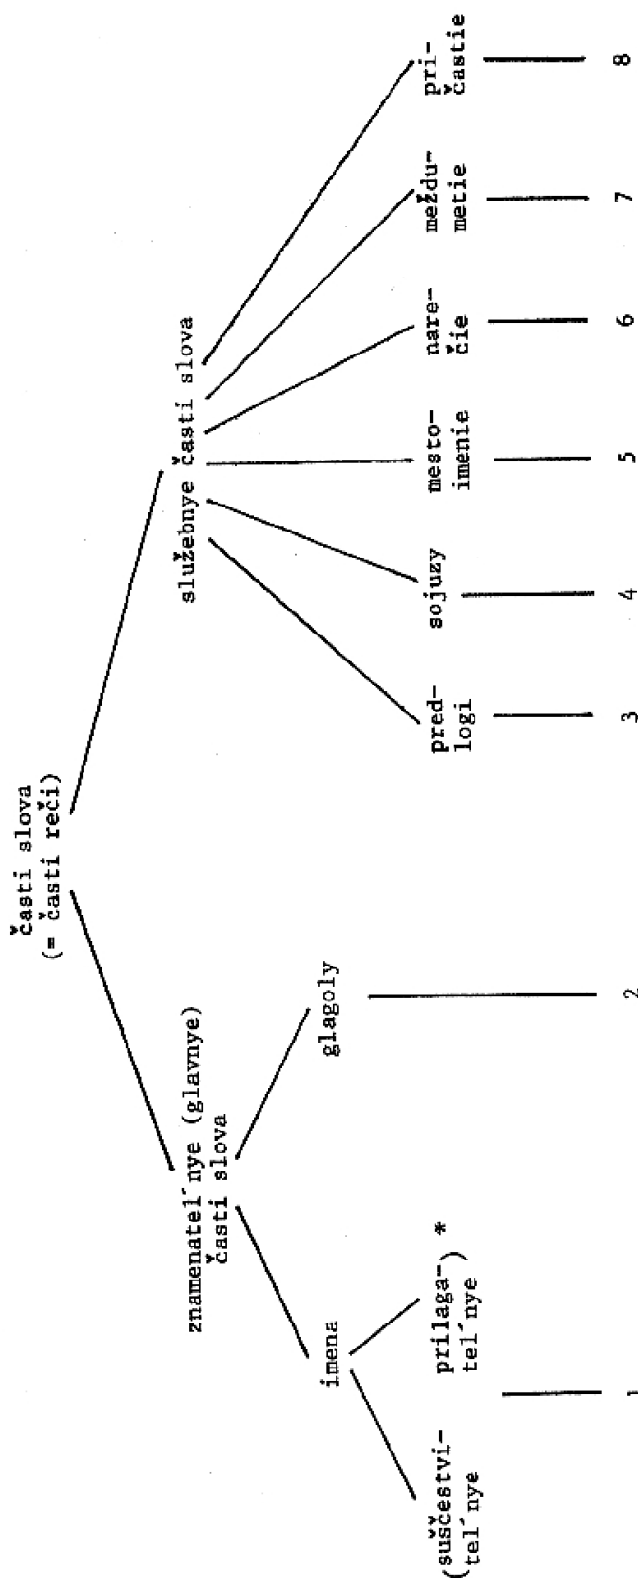 časti slova
(= časti reči)
znamenatel´nye (glavnye)
časti slova
služebnye časti slova
imena
glagoly
(suščestvi-
tel´nye
prilaga-) *
tel´nye
pred-
logi
sojuzy
mesto-
imenie
nare-
čie
meždu-
metie
pri-
častie
1
2
3
4
5
6
7
8